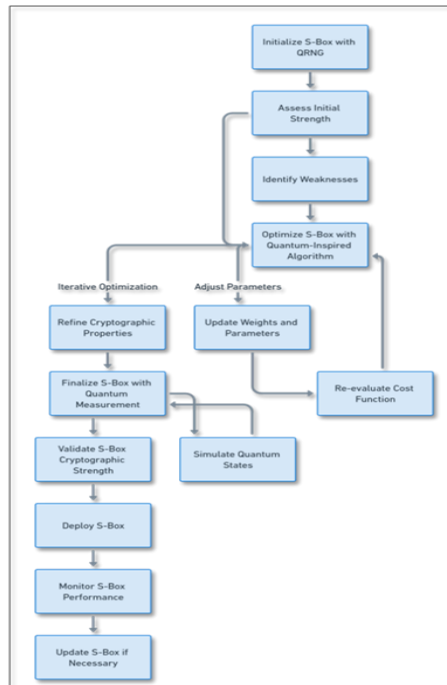 Initialize S-Box with
QRNG
Assess Initial
Strength
Identify Weaknesses
Optimize S-Box with
Quantum-Inspired
Algorithm
Iterative Optimization
Adjust Parameters
Refine Cryptographic
Properties
Update Weights and
Parameters
Finalize S-Box with
Quantum Measurement
Re-evaluate Cost
Function
Validate S-Box
Cryptographic
Strength
Simulate Quantum
States
Deploy S-Box
Monitor S-Box
Performance
Update S-Box if
Necessary